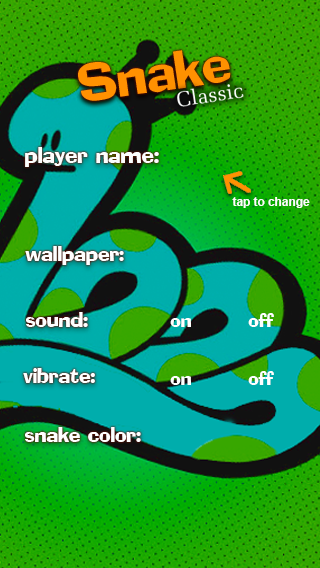 Snake
Classic
player name:
tap to change
wallpaper:
sound: on off
vibrate: on off
snake color: